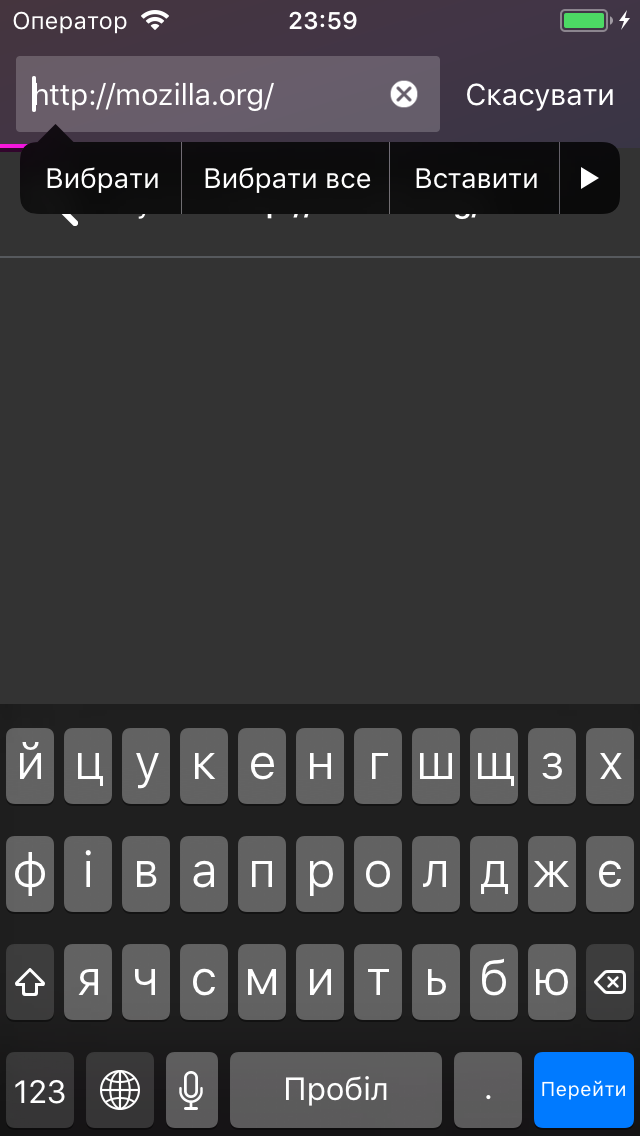 Оператор 23:59
http://mozilla.org/ Скасувати
Вибрати Вибрати все Вставити
й ц у к е н г ш щ з х
ф і в а п р о л д ж є
я ч с м и т ь б ю
123 Пробіл . Перейти